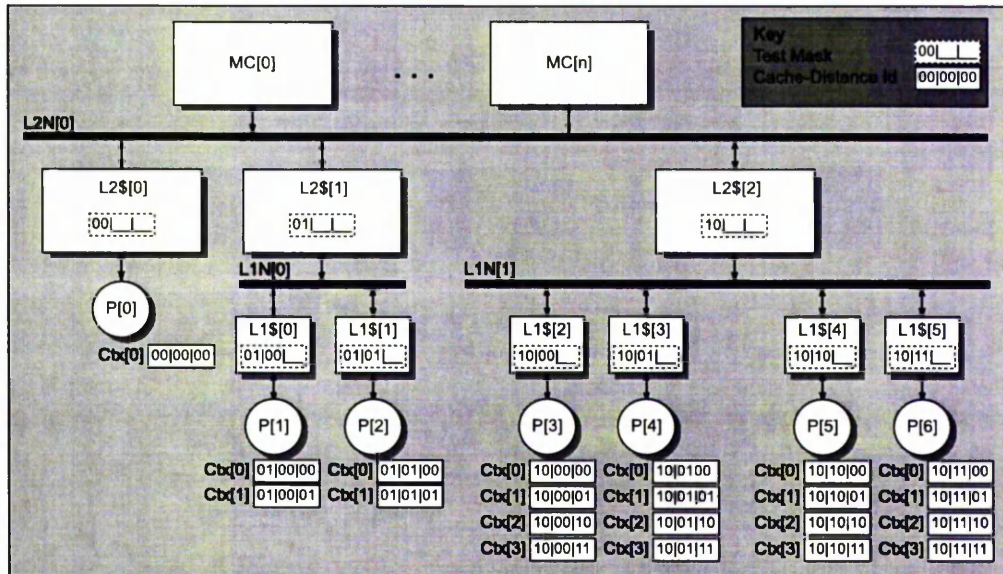 MC[0]
. . .
MC[n]
Key
Test Mask 00|__|__
Cache-Distance Id 00|00|00
L2N[0]
L2$[0]
00|__|__
L2$[1]
01|__|__
L2$[2]
10|__|__
L1N[0]
L1N[1]
P[0]
Ctx[0] 00|00|00
L1$[0]
01|00|__
L1$[1]
01|01|__
L1$[2]
10|00|__
L1$[3]
10|01|__
L1$[4]
10|10|__
L1$[5]
10|11|__
P[1]
P[2]
P[3]
P[4]
P[5]
P[6]
Ctx[0] 01|00|00
Ctx[1] 01|00|01
Ctx[0] 01|01|00
Ctx[1] 01|01|01
Ctx[0] 10|00|00
Ctx[1] 10|00|01
Ctx[2] 10|00|10
Ctx[3] 10|00|11
Ctx[0] 10|0100
Ctx[1] 10|01|01
Ctx[2] 10|01|10
Ctx[3] 10|01|11
Ctx[0] 10|10|00
Ctx[1] 10|10|01
Ctx[2] 10|10|10
Ctx[3] 10|10|11
Ctx[0] 10|11|00
Ctx[1] 10|11|01
Ctx[2] 10|11|10
Ctx[3] 10|11|11